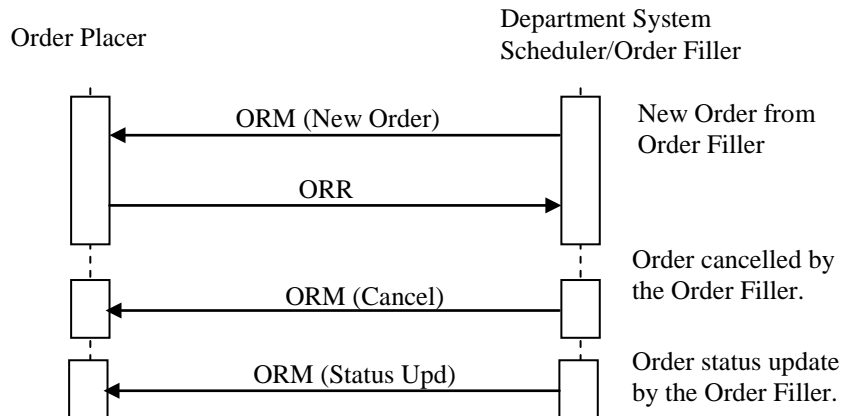 Order Placer
Department System
Scheduler/Order Filler
ORM (New Order)
New Order from
Order Filler
ORR
Order cancelled by
the Order Filler.
ORM (Cancel)
Order status update
by the Order Filler.
ORM (Status Upd)